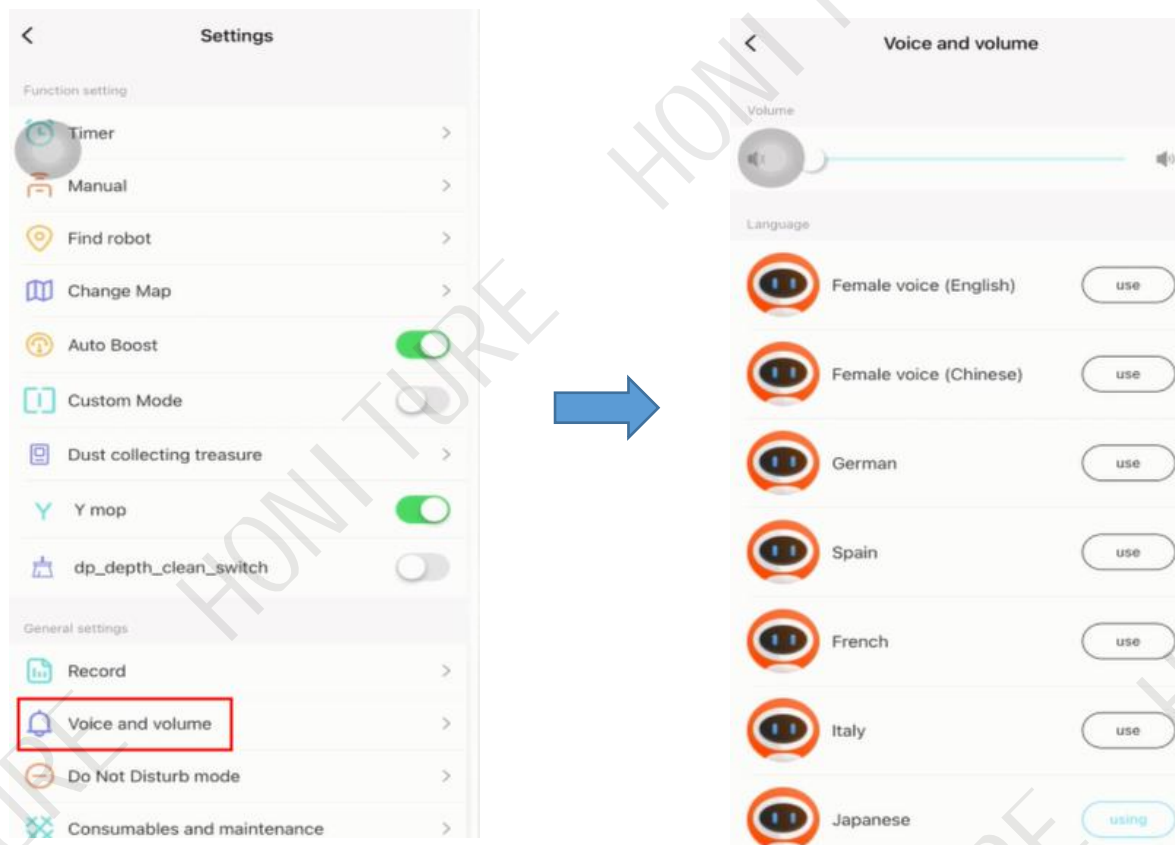 Settings
Function setting
Timer
Manual
Find robot
Change Map
Auto Boost
Custom Mode
Dust collecting treasure
Y mop
dp_depth_clean_switch
General settings
Record
Voice and volume
Do Not Disturb mode
Consumables and maintenance
Voice and volume
Volume
Language
Female voice (English) use
Female voice (Chinese) use
German use
Spain use
French use
Italy use
Japanese using
HONITURE